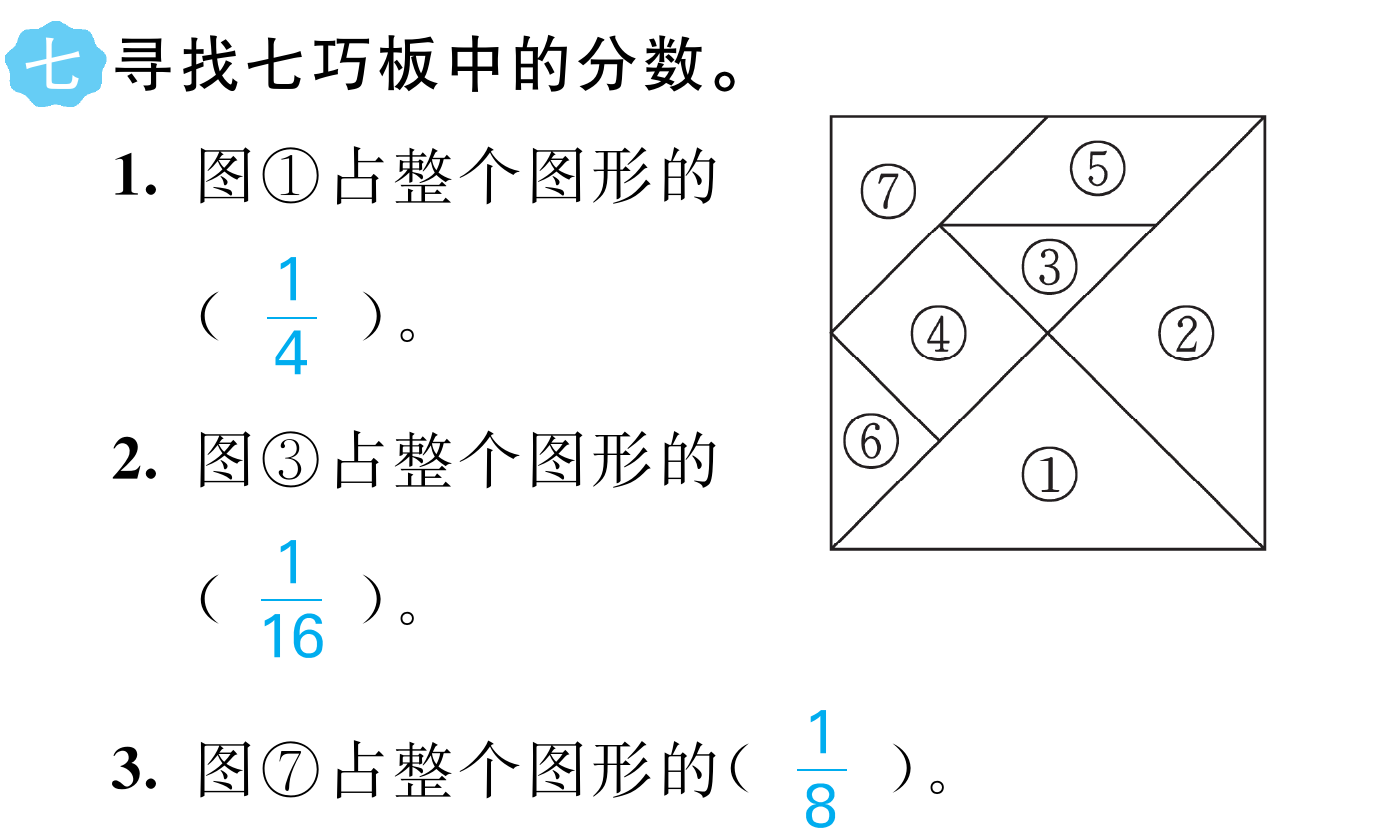 七 寻找七巧板中的分数。
1. 图①占整个图形的
( 1/4 )。
2. 图③占整个图形的
( 1/16 )。
3. 图⑦占整个图形的( 1/8 )。
⑤
⑦
③
④
②
⑥
①